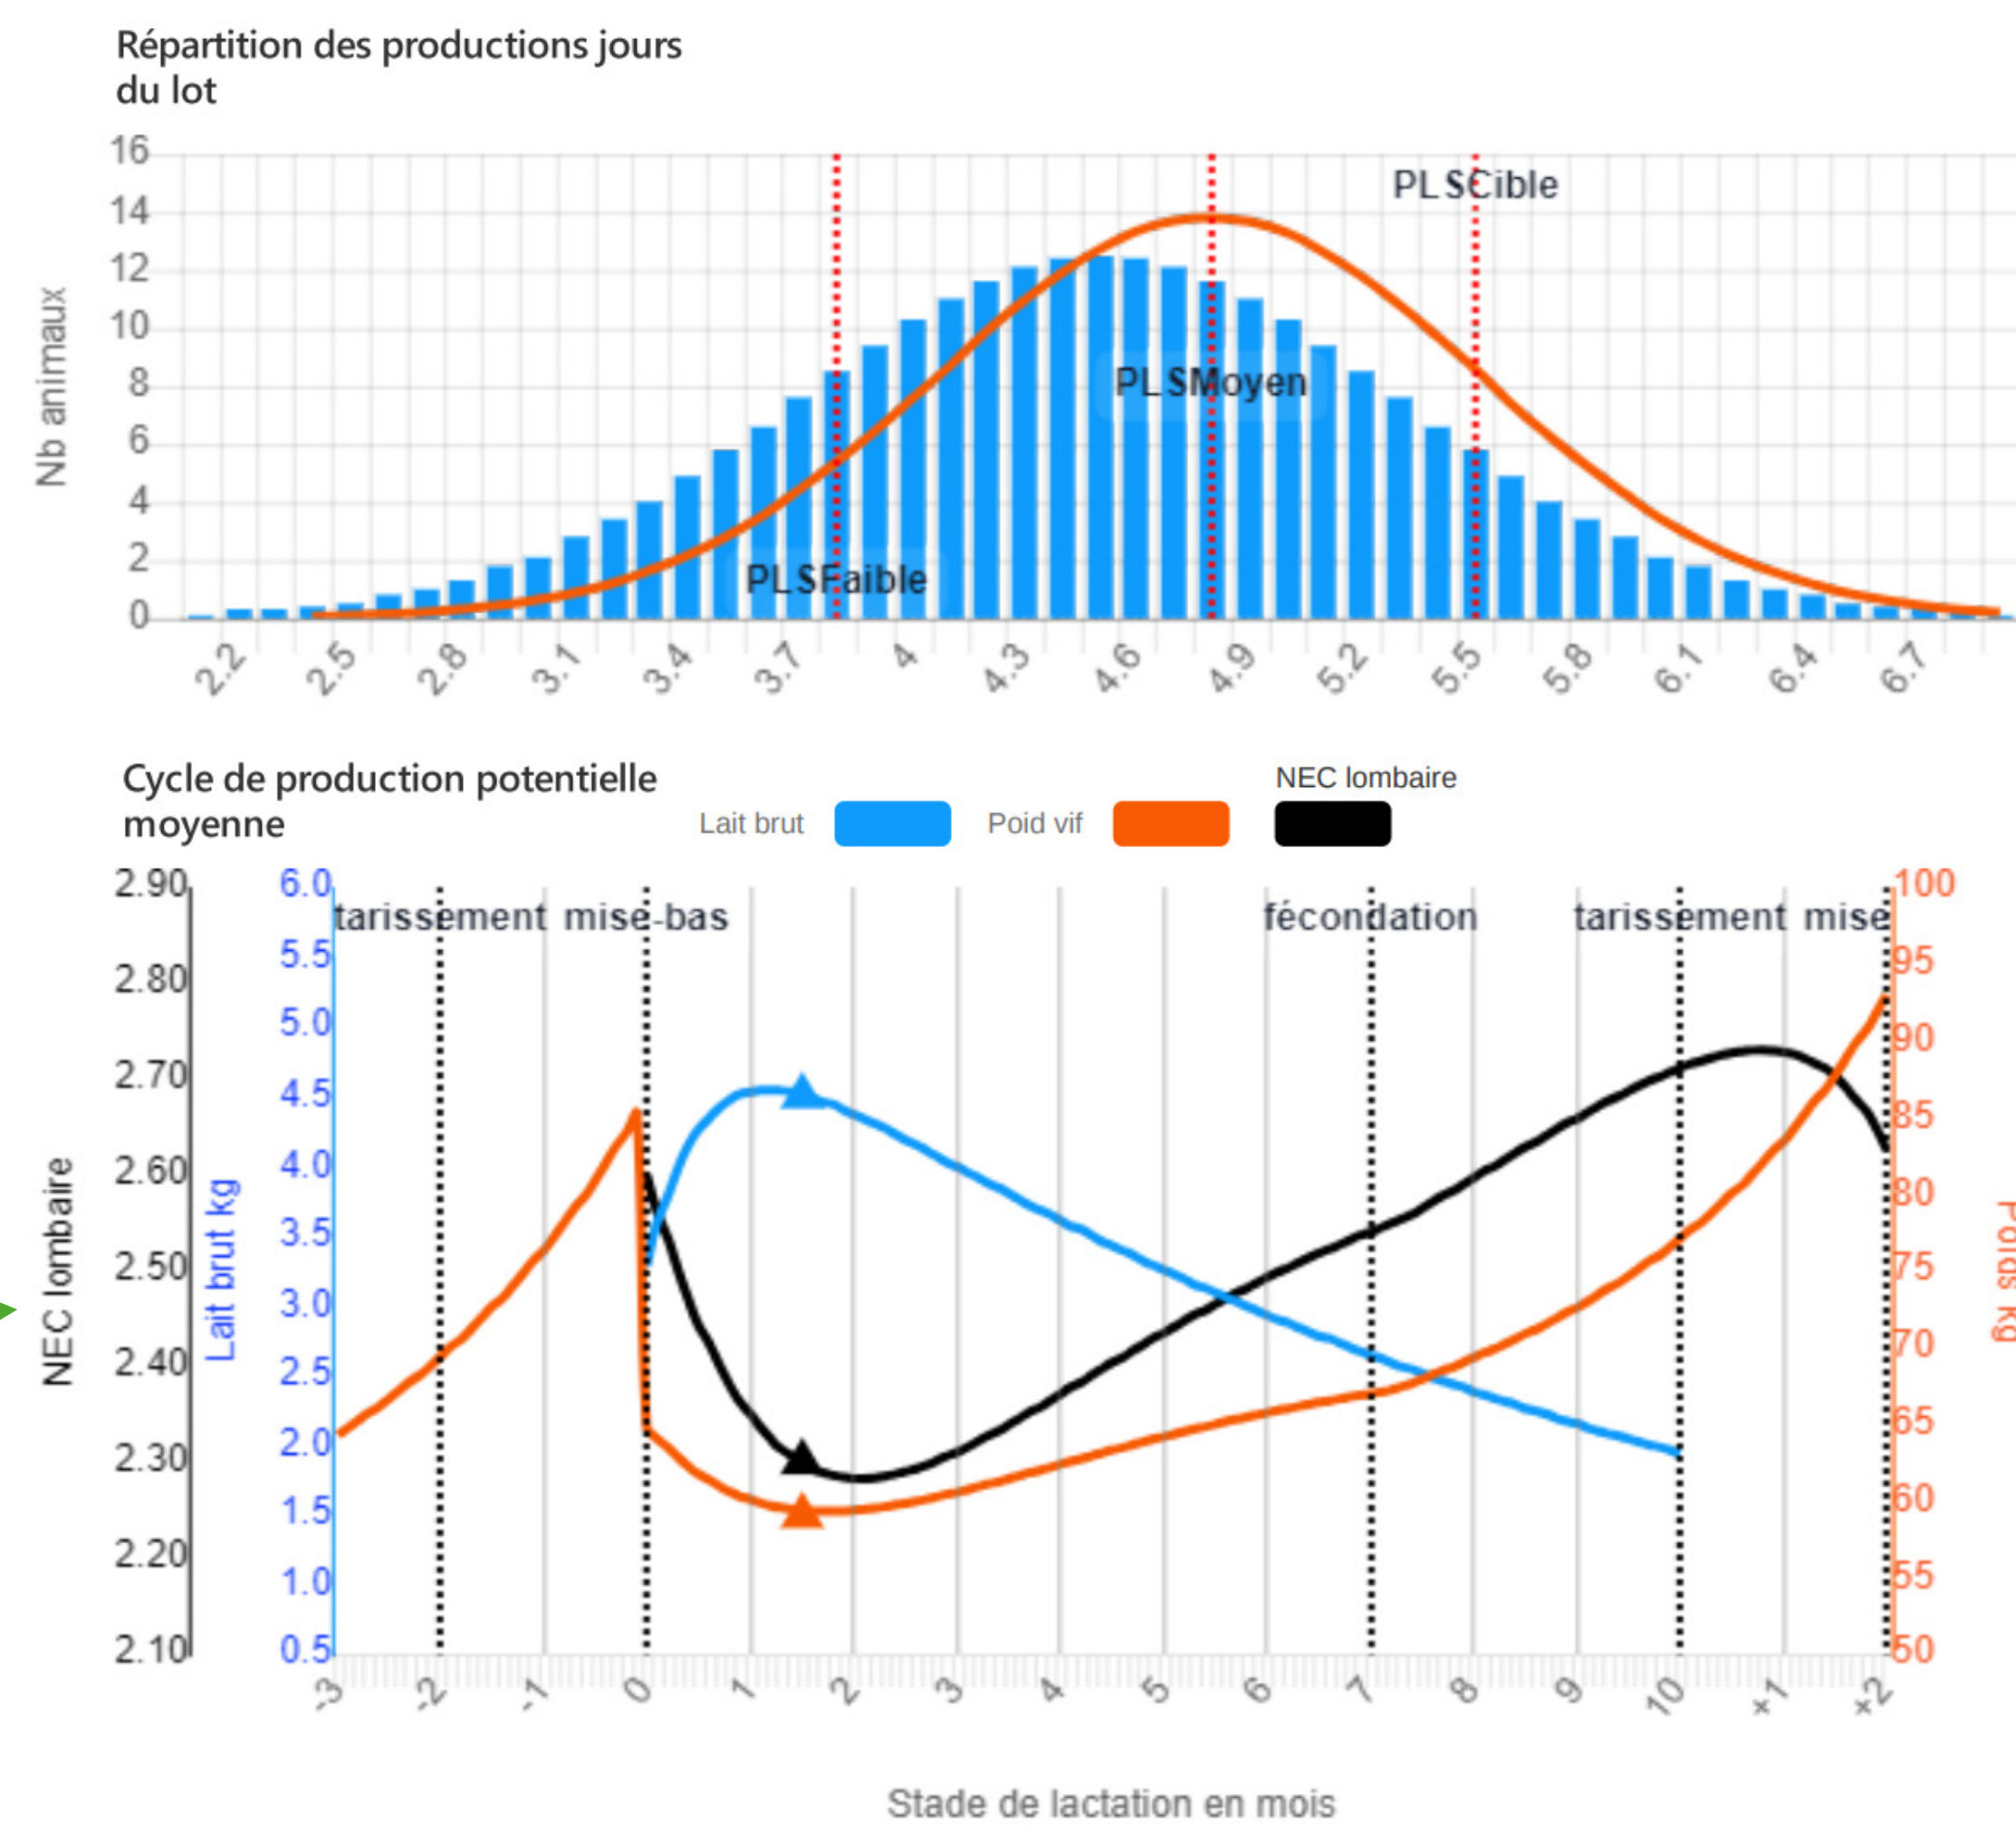 Répartition des productions jours
du lot
16
14
12
10
8
6
4
2
0
Nb animaux
PLSCible
PLSMoyen
PLSFaible
2.2 2.5 2.8 3.1 3.4 3.7 4 4.3 4.6 4.9 5.2 5.5 5.8 6.1 6.4 6.7
Cycle de production potentielle
moyenne
Lait brut Poid vif NEC lombaire
2.90
2.80
2.70
2.60
2.50
2.40
2.30
2.20
2.10
NEC lombaire
6.0
5.5
5.0
4.5
4.0
3.5
3.0
2.5
2.0
1.5
1.0
0.5
Lait brut kg
tarissement mise-bas fécondation tarissement mise
100
95
90
85
80
75
70
65
60
55
50
Poids kg
-3 -2 -1 0 1 2 3 4 5 6 7 8 9 10 +1 +2
Stade de lactation en mois